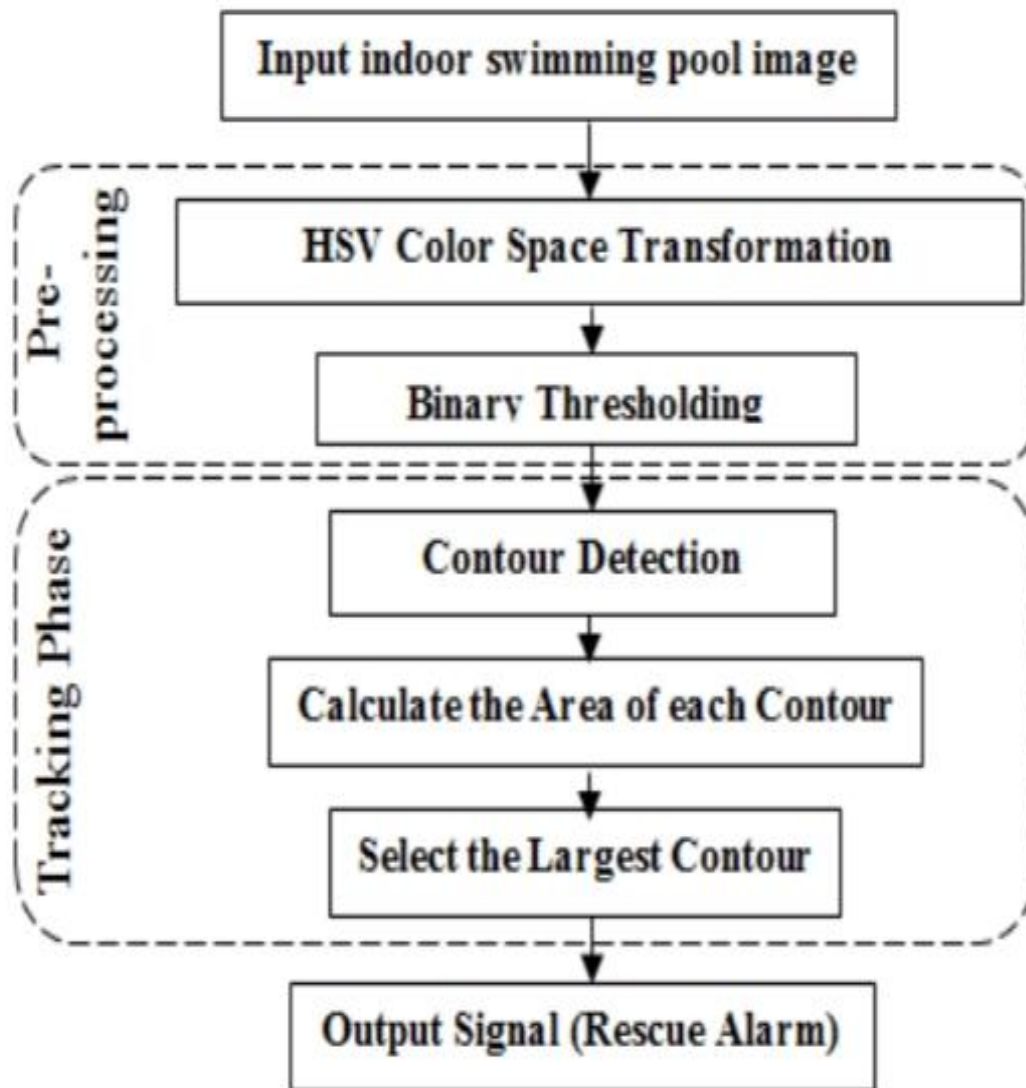 Input indoor swimming pool image
Pre-
processing
HSV Color Space Transformation
Binary Thresholding
Tracking Phase
Contour Detection
Calculate the Area of each Contour
Select the Largest Contour
Output Signal (Rescue Alarm)